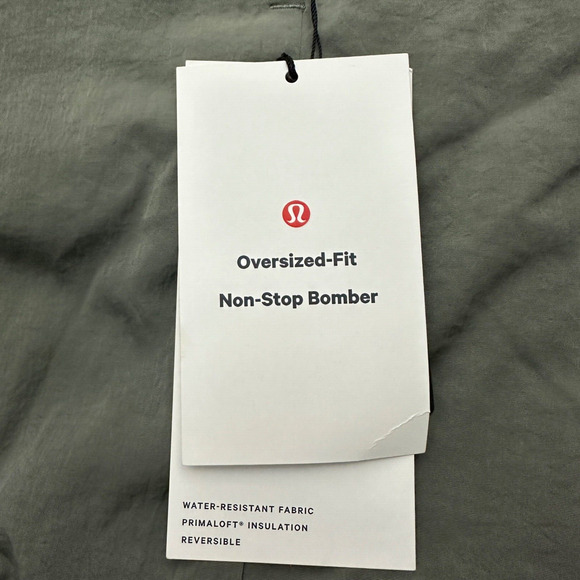 Oversized-Fit
Non-Stop Bomber
WATER-RESISTANT FABRIC
PRIMALOFT® INSULATION
REVERSIBLE